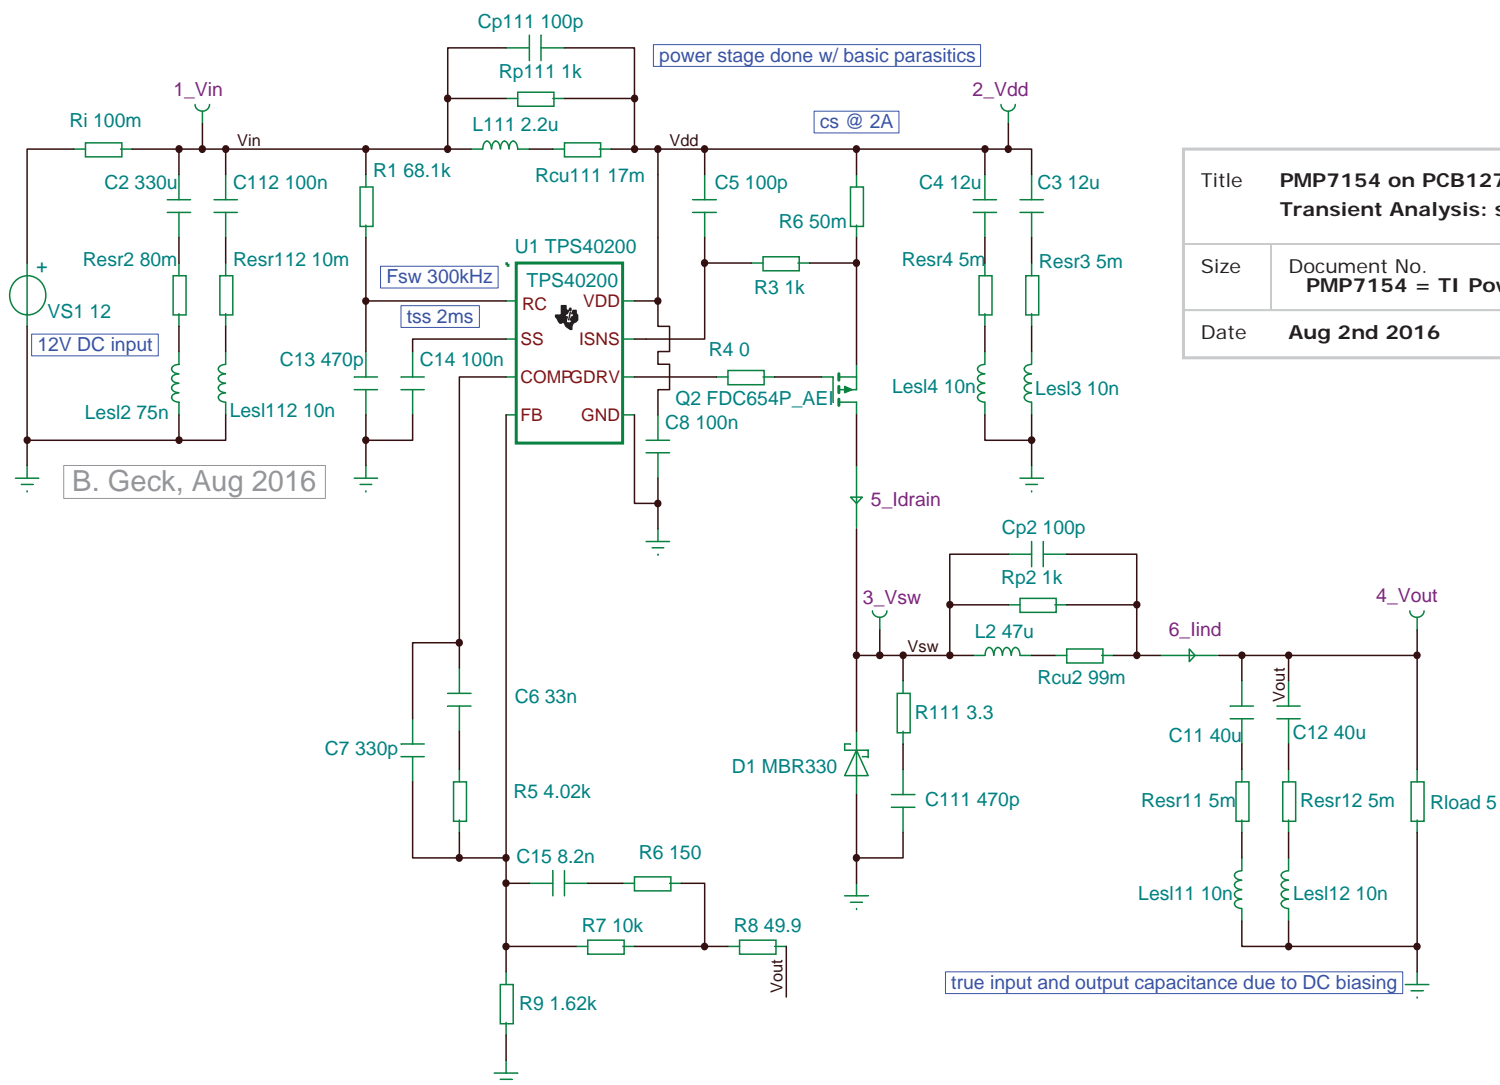 Cp111 100p
power stage done w/ basic parasitics
Rp111 1k
1_Vin
2_Vdd
Ri 100m
L111 2.2u
cs @ 2A
Vin
Vdd
C2 330u
C112 100n
R1 68.1k
Rcu111 17m
C5 100p
C4 12u
C3 12u
Title
PMP7154 on PCB127
Transient Analysis: s
R6 50m
U1 TPS40200
Resr2 80m
Resr112 10m
Fsw 300kHz
TPS40200
R3 1k
Resr4 5m
Resr3 5m
Size
Document No.
PMP7154 = TI Pow
+
VS1 12
RC
VDD
tss 2ms
12V DC input
SS
ISNS
Date
Aug 2nd 2016
C13 470p
C14 100n
R4 0
COMP
GDRV
Lesl2 75n
Lesl112 10n
Q2 FDC654P_AEI
Lesl4 10n
Lesl3 10n
FB
GND
C8 100n
B. Geck, Aug 2016
5_Idrain
Cp2 100p
Rp2 1k
3_Vsw
4_Vout
L2 47u
6_Iind
Vsw
Rcu2 99m
Vout
C6 33n
R111 3.3
C7 330p
C11 40u
C12 40u
D1 MBR330
R5 4.02k
C111 470p
Resr11 5m
Resr12 5m
Rload 5
C15 8.2n
R6 150
Lesl11 10n
Lesl12 10n
R7 10k
R8 49.9
Vout
true input and output capacitance due to DC biasing
R9 1.62k